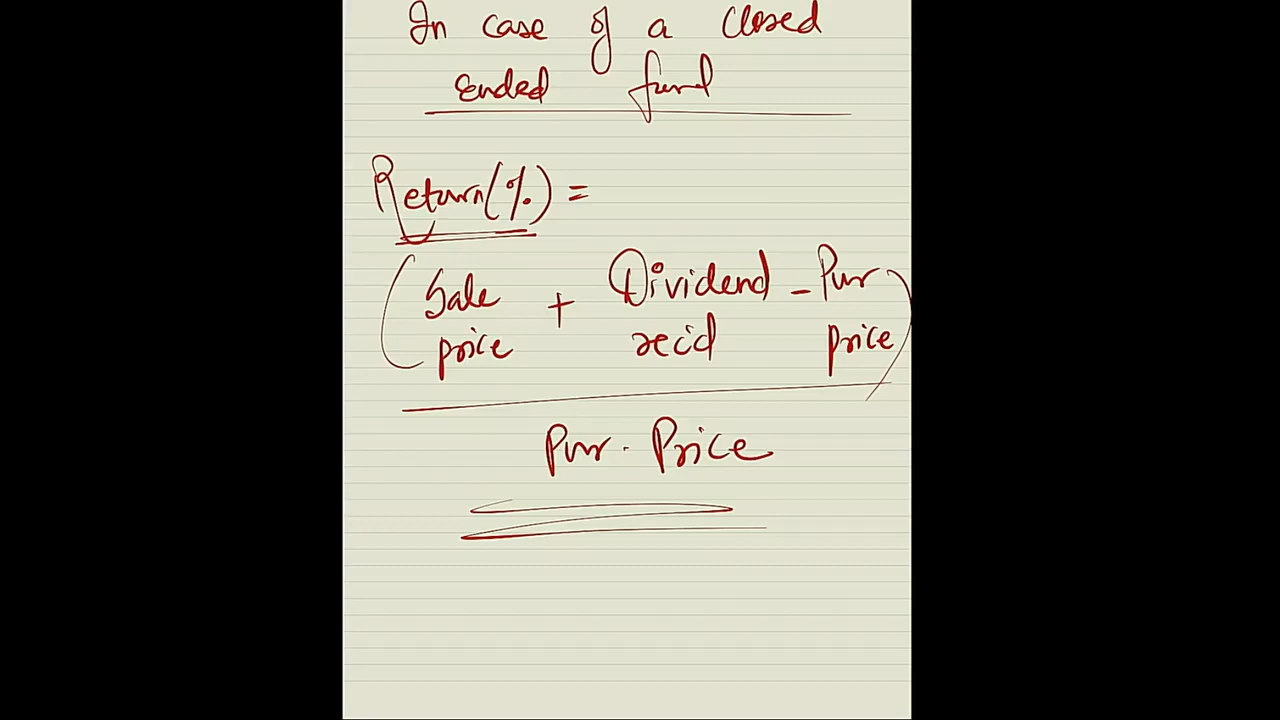 In case of a closed
ended fund
Return(%) =
(Sale + Dividend - Pur)
price recd price
Pur. Price